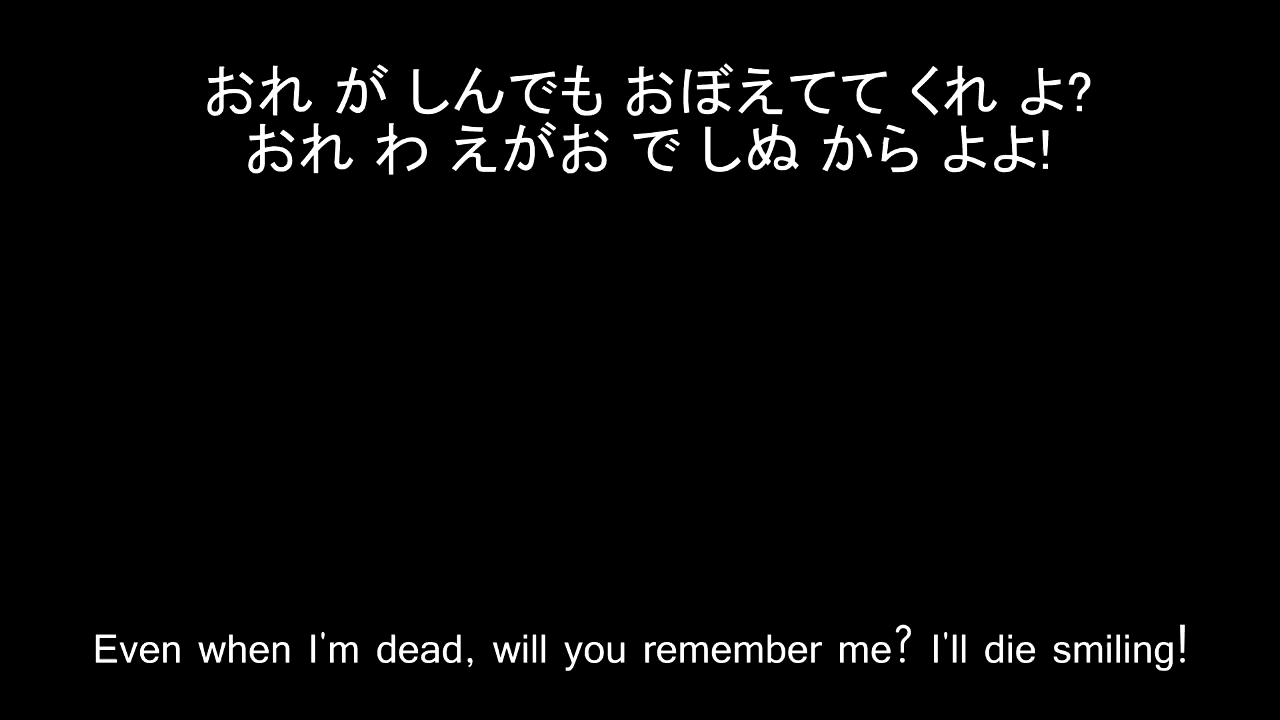 おれ が しんでも おぼえてて くれ よ?
おれ わ えがお で しぬ から よよ!
Even when I'm dead, will you remember me? I'll die smiling!